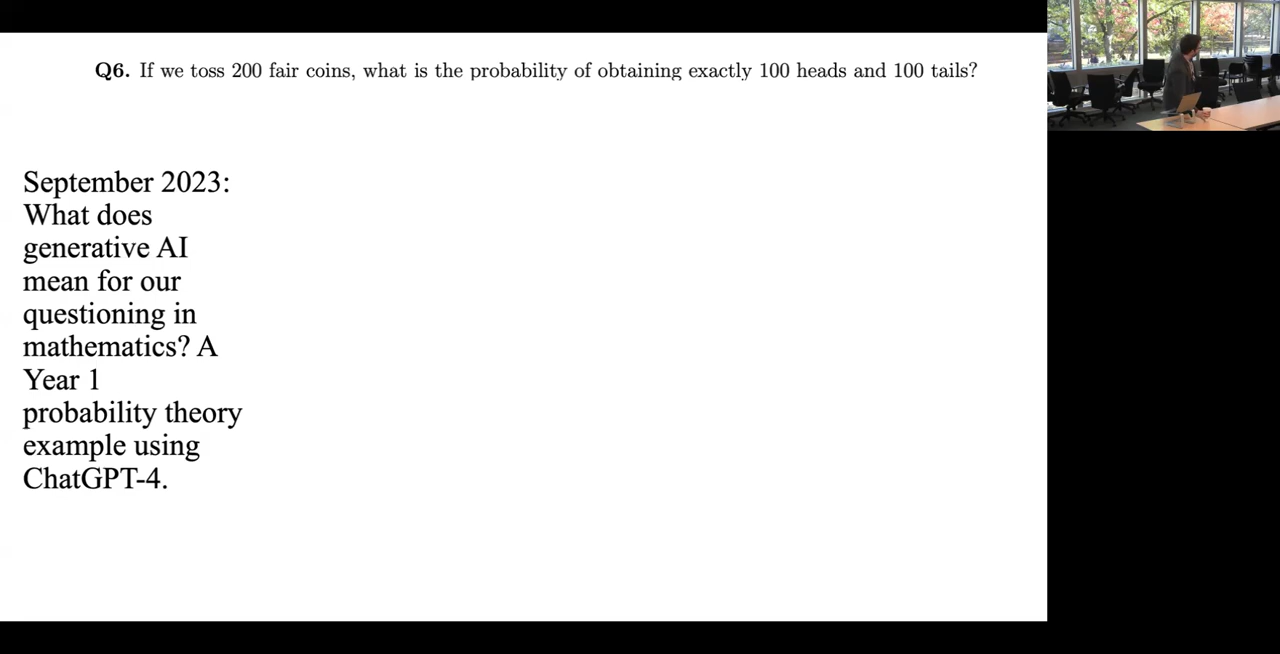 Q6. If we toss 200 fair coins, what is the probability of obtaining exactly 100 heads and 100 tails?
September 2023:
What does
generative AI
mean for our
questioning in
mathematics? A
Year 1
probability theory
example using
ChatGPT-4.